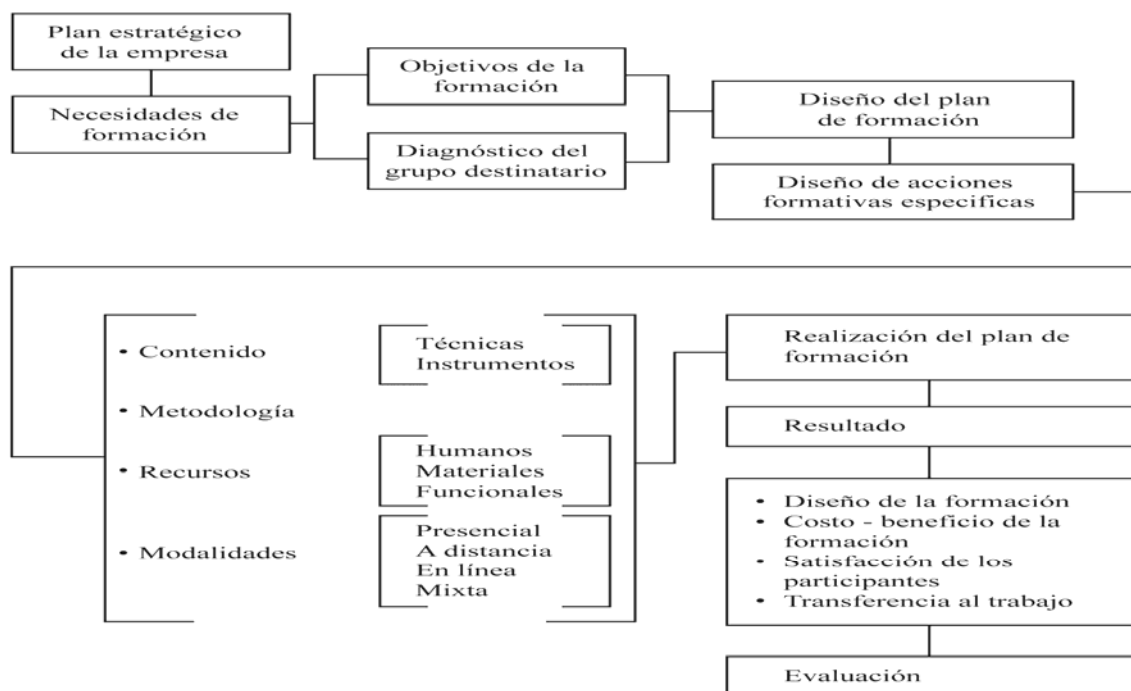 Plan estratégico
de la empresa
Necesidades de
formación
Objetivos de la
formación
Diagnóstico del
grupo destinatario
Diseño del plan
de formación
Diseño de acciones
formativas especificas
• Contenido
• Metodología
• Recursos
• Modalidades
Técnicas
Instrumentos
Humanos
Materiales
Funcionales
Presencial
A distancia
En línea
Mixta
Realización del plan de
formación
Resultado
• Diseño de la formación
• Costo - beneficio de la
formación
• Satisfacción de los
participantes
• Transferencia al trabajo
Evaluación